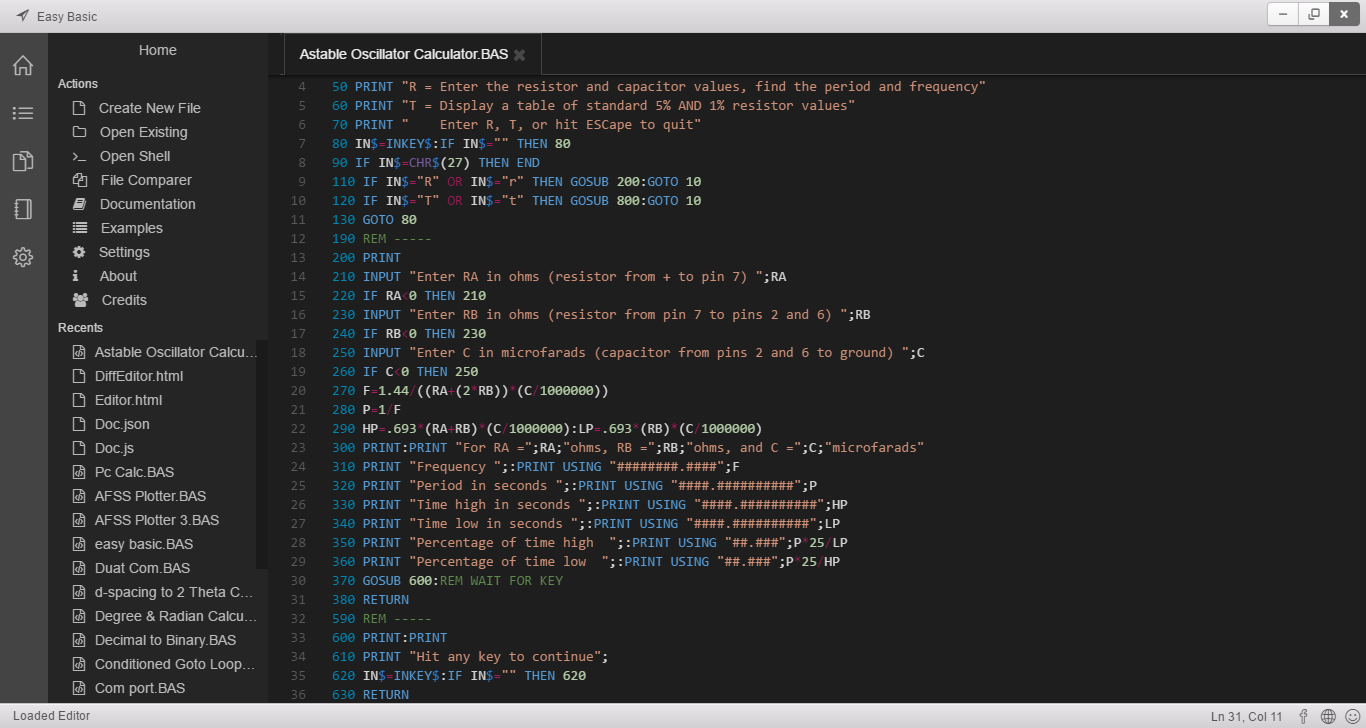 Easy Basic
Home
Actions
Create New File
Open Existing
Open Shell
File Comparer
Documentation
Examples
Settings
About
Credits
Recents
Astable Oscillator Calcu...
DiffEditor.html
Editor.html
Doc.json
Doc.js
Pc Calc.BAS
AFSS Plotter.BAS
AFSS Plotter 3.BAS
easy basic.BAS
Duat Com.BAS
d-spacing to 2 Theta C...
Degree & Radian Calcu...
Decimal to Binary.BAS
Conditioned Goto Loop...
Com port.BAS
Astable Oscillator Calculator.BAS
4 50 PRINT "R = Enter the resistor and capacitor values, find the period and frequency"
5 60 PRINT "T = Display a table of standard 5% AND 1% resistor values"
6 70 PRINT "    Enter R, T, or hit ESCape to quit"
7 80 IN$=INKEY$:IF IN$="" THEN 80
8 90 IF IN$=CHR$(27) THEN END
9 110 IF IN$="R" OR IN$="r" THEN GOSUB 200:GOTO 10
10 120 IF IN$="T" OR IN$="t" THEN GOSUB 800:GOTO 10
11 130 GOTO 80
12 190 REM -----
13 200 PRINT
14 210 INPUT "Enter RA in ohms (resistor from + to pin 7) ";RA
15 220 IF RA<0 THEN 210
16 230 INPUT "Enter RB in ohms (resistor from pin 7 to pins 2 and 6) ";RB
17 240 IF RB<0 THEN 230
18 250 INPUT "Enter C in microfarads (capacitor from pins 2 and 6 to ground) ";C
19 260 IF C<0 THEN 250
20 270 F=1.44/((RA+(2*RB))*(C/1000000))
21 280 P=1/F
22 290 HP=.693*(RA+RB)*(C/1000000):LP=.693*(RB)*(C/1000000)
23 300 PRINT:PRINT "For RA =";RA;"ohms, RB =";RB;"ohms, and C =";C;"microfarads"
24 310 PRINT "Frequency ";:PRINT USING "########.####";F
25 320 PRINT "Period in seconds ";:PRINT USING "####.##########";P
26 330 PRINT "Time high in seconds ";:PRINT USING "####.##########";HP
27 340 PRINT "Time low in seconds ";:PRINT USING "####.##########";LP
28 350 PRINT "Percentage of time high  ";:PRINT USING "##.###";P*25/LP
29 360 PRINT "Percentage of time low  ";:PRINT USING "##.###";P*25/HP
30 370 GOSUB 600:REM WAIT FOR KEY
31 380 RETURN
32 590 REM -----
33 600 PRINT:PRINT
34 610 PRINT "Hit any key to continue";
35 620 IN$=INKEY$:IF IN$="" THEN 620
36 630 RETURN
Loaded Editor
Ln 31, Col 11